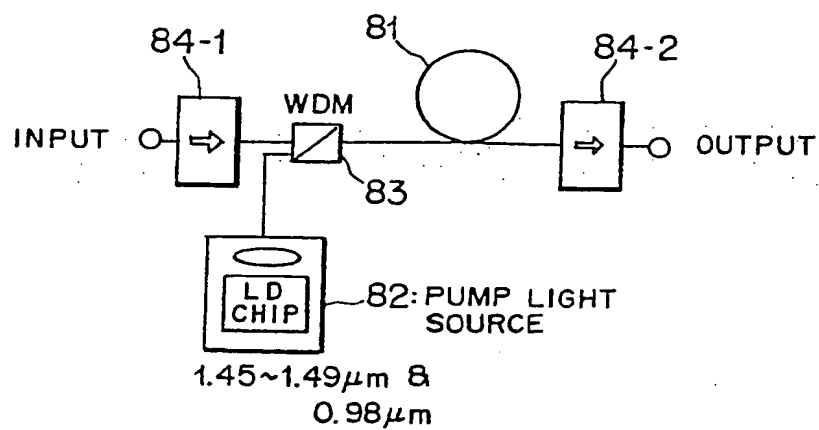 84-1
81
84-2
WDM
INPUT
OUTPUT
83
LD
CHIP
82: PUMP LIGHT
SOURCE
1.45~1.49μm &
0.98μm